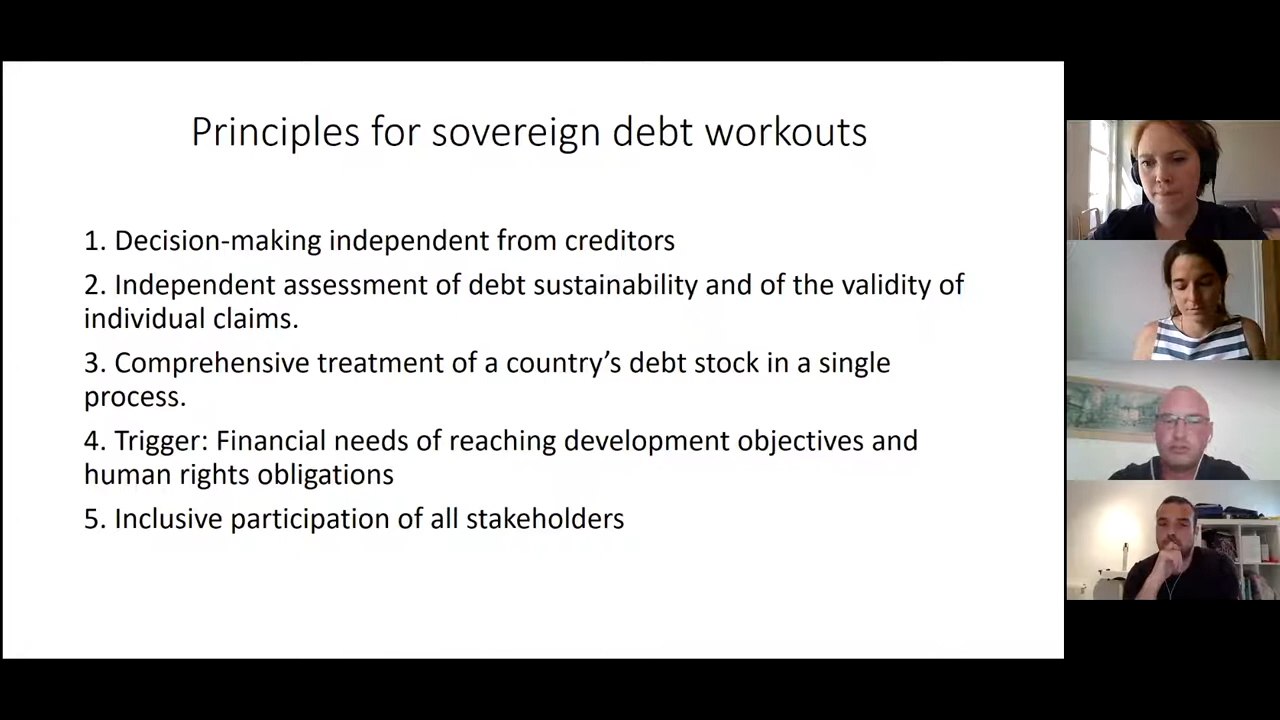 Principles for sovereign debt workouts
1. Decision-making independent from creditors
2. Independent assessment of debt sustainability and of the validity of
individual claims.
3. Comprehensive treatment of a country’s debt stock in a single
process.
4. Trigger: Financial needs of reaching development objectives and
human rights obligations
5. Inclusive participation of all stakeholders